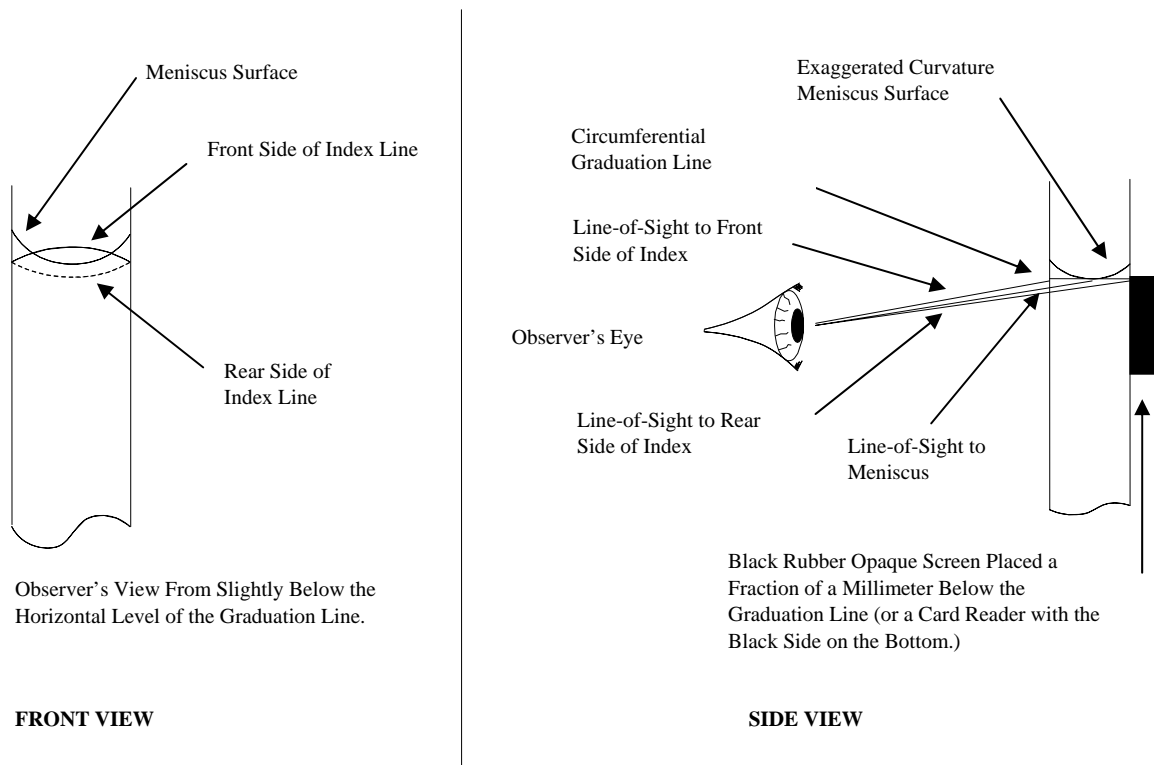 Meniscus Surface
Front Side of Index Line
Rear Side of
Index Line
Observer’s View From Slightly Below the
Horizontal Level of the Graduation Line.
FRONT VIEW
Exaggerated Curvature
Meniscus Surface
Circumferential
Graduation Line
Line-of-Sight to Front
Side of Index
Observer’s Eye
Line-of-Sight to Rear
Side of Index
Line-of-Sight to
Meniscus
Black Rubber Opaque Screen Placed a
Fraction of a Millimeter Below the
Graduation Line (or a Card Reader with the
Black Side on the Bottom.)
SIDE VIEW